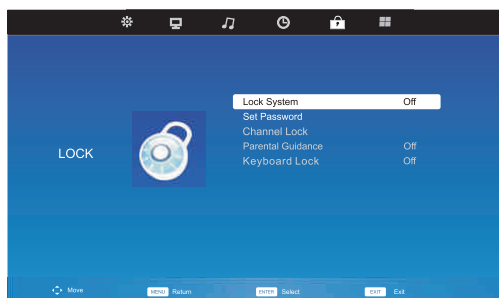 Lock System Off
Set Password
Channel Lock
Parental Guidance Off
Keyboard Lock Off
LOCK
Move MENU Return ENTER Select EXIT Exit